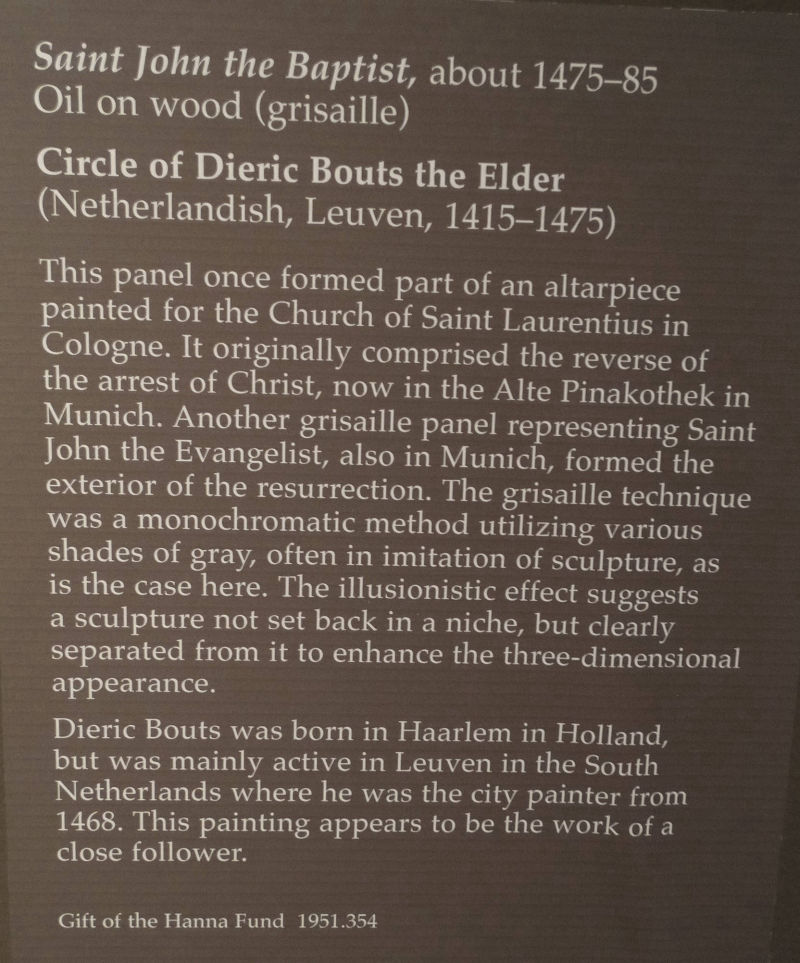 Saint John the Baptist, about 1475–85
Oil on wood (grisaille)
Circle of Dieric Bouts the Elder
(Netherlandish, Leuven, 1415–1475)
This panel once formed part of an altarpiece
painted for the Church of Saint Laurentius in
Cologne. It originally comprised the reverse of
the arrest of Christ, now in the Alte Pinakothek in
Munich. Another grisaille panel representing Saint
John the Evangelist, also in Munich, formed the
exterior of the resurrection. The grisaille technique
was a monochromatic method utilizing various
shades of gray, often in imitation of sculpture, as
is the case here. The illusionistic effect suggests
a sculpture not set back in a niche, but clearly
separated from it to enhance the three-dimensional
appearance.
Dieric Bouts was born in Haarlem in Holland,
but was mainly active in Leuven in the South
Netherlands where he was the city painter from
1468. This painting appears to be the work of a
close follower.
Gift of the Hanna Fund 1951.354